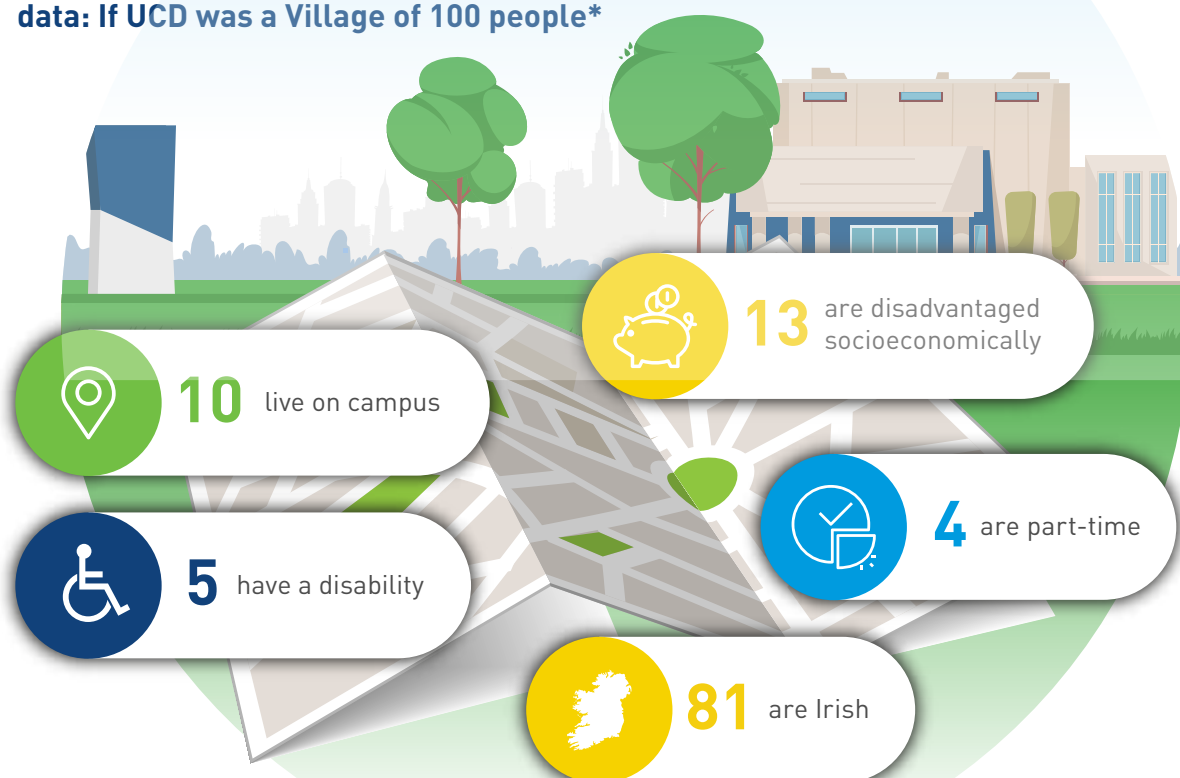 data: If UCD was a Village of 100 people*
13 are disadvantaged
socioeconomically
10 live on campus
4 are part-time
5 have a disability
81 are Irish